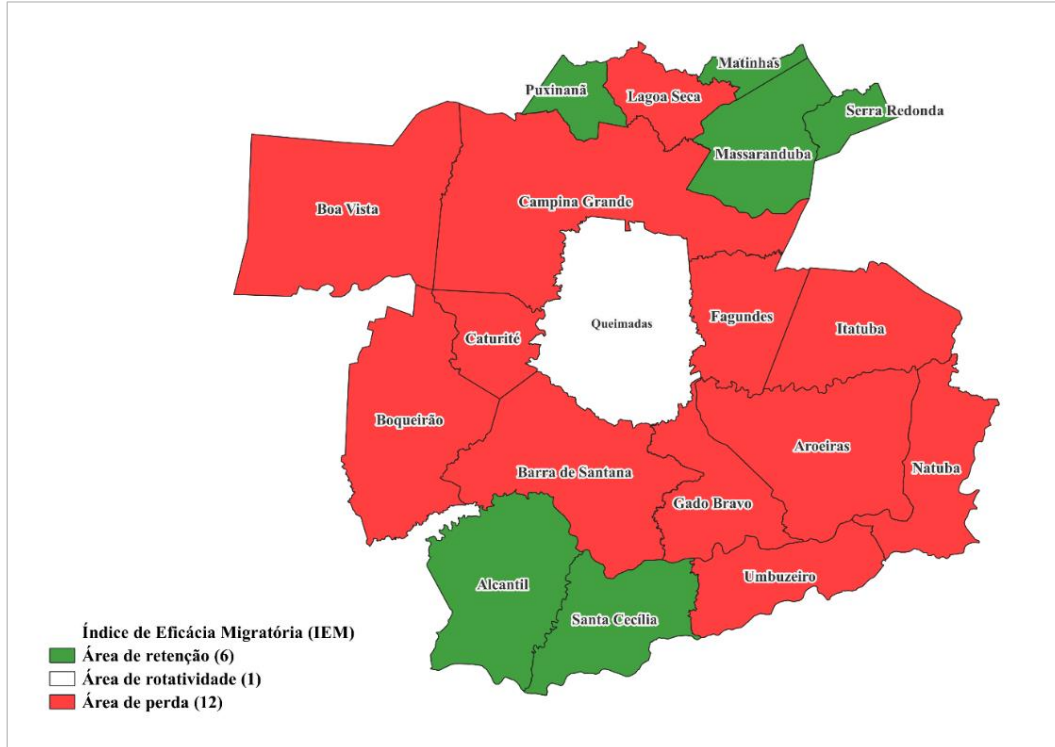 Matinhãs
Puxinanã
Lagoa Seca
Serra Redonda
Massaranduba
Campina Grande
Boa Vista
Queimadas
Fagundes
Itatuba
Caturité
Boqueirão
Aroeiras
Natuba
Barra de Santana
Gado Bravo
Umbuzeiro
Alcantil
Santa Cecília
Índice de Eficácia Migratória (IEM)
Área de retenção (6)
Área de rotatividade (1)
Área de perda (12)